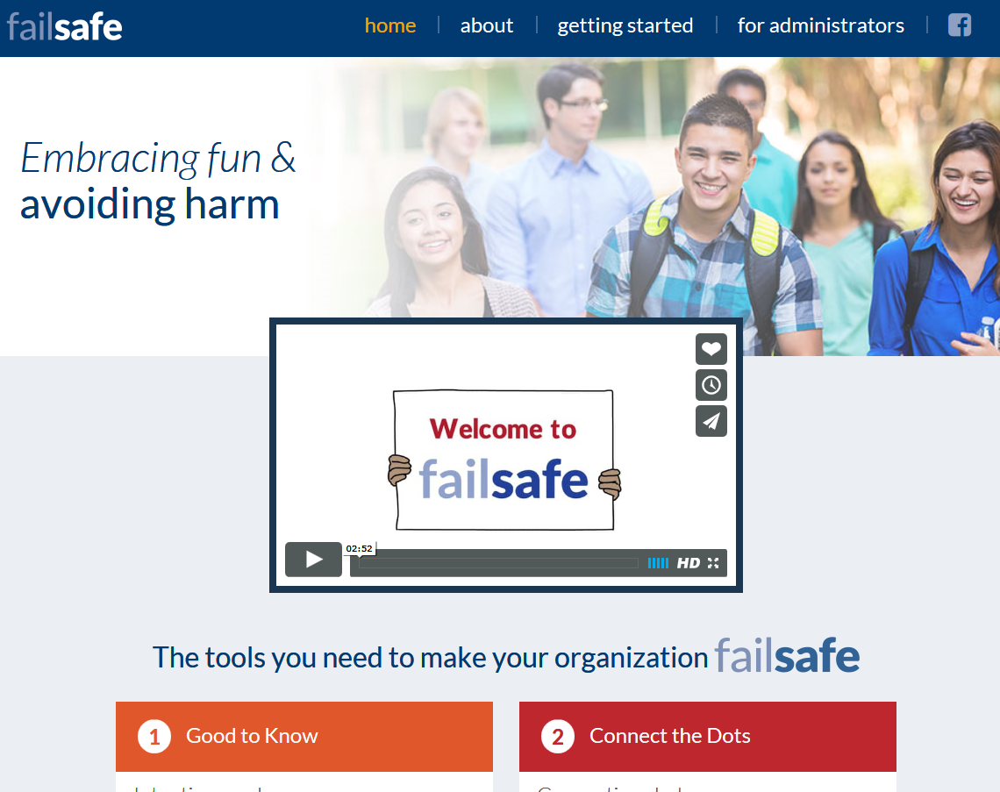 failsafe
home
about
getting started
for administrators
Embracing fun &
avoiding harm
Welcome to
failsafe
02:52
HD
The tools you need to make your organization failsafe
1 Good to Know
2 Connect the Dots